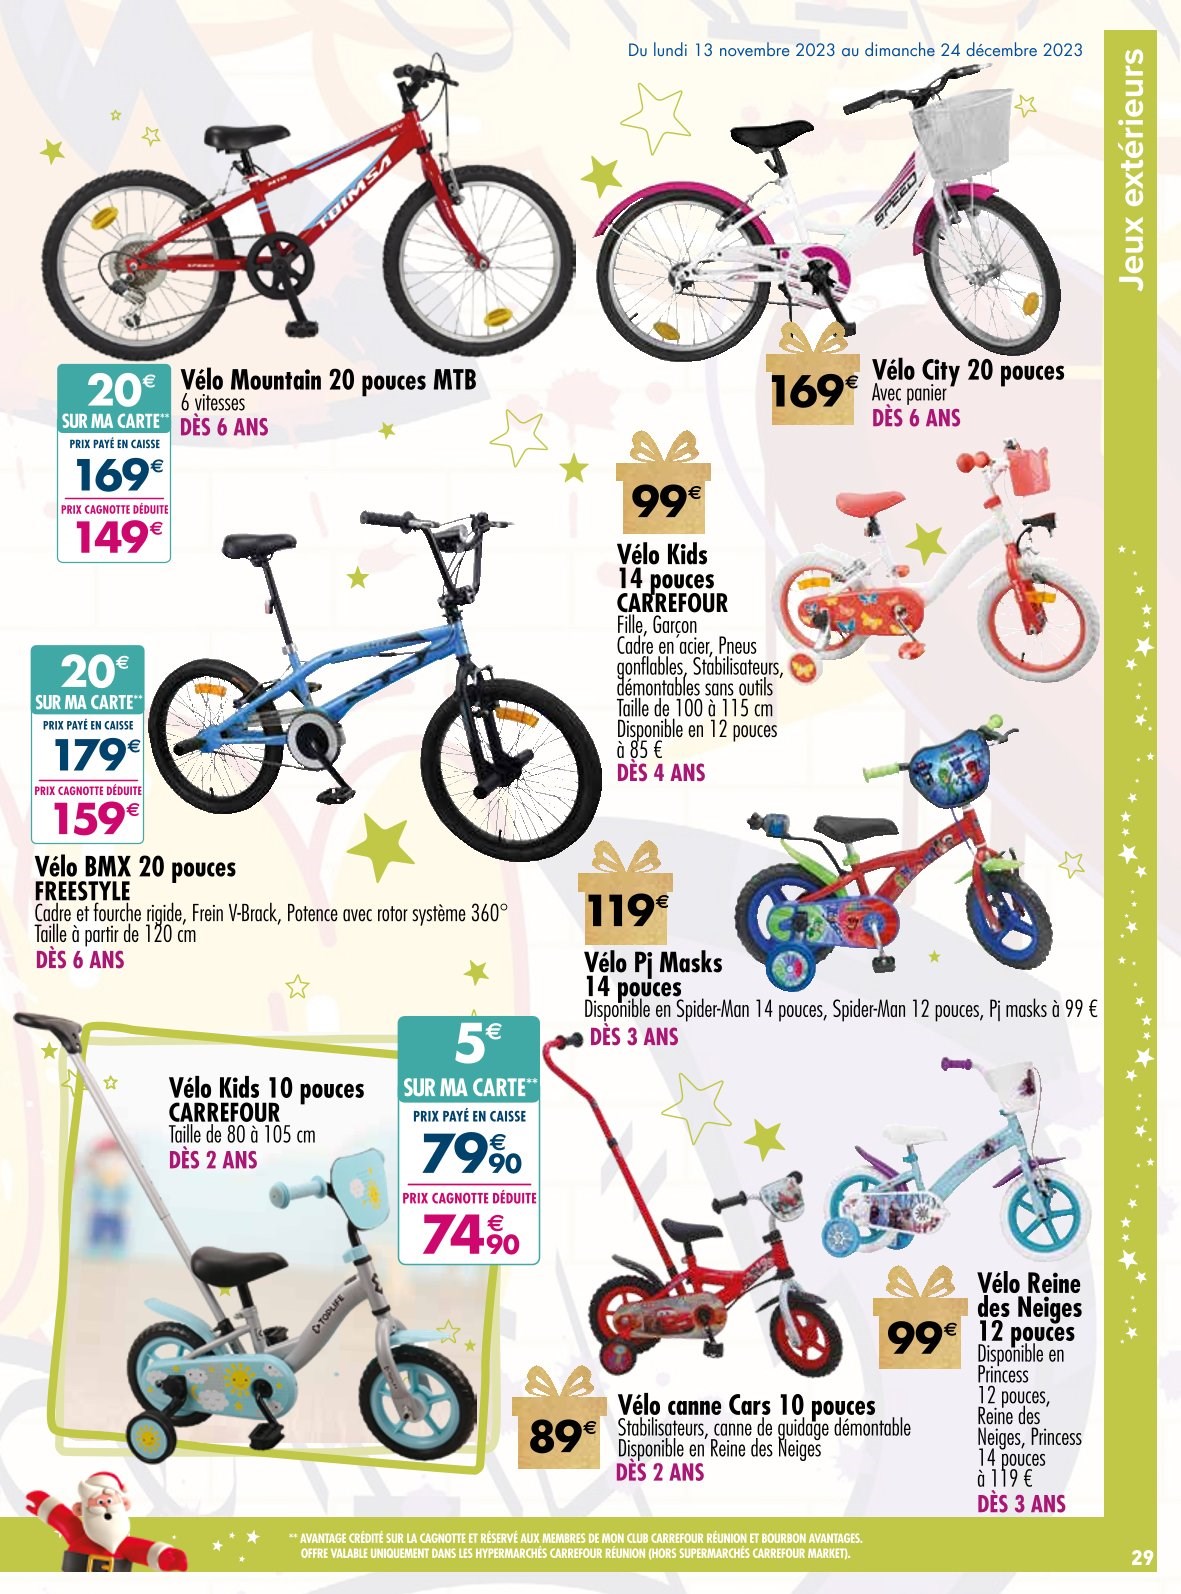 Du lundi 13 novembre 2023 au dimanche 24 décembre 2023
Jeux extérieurs
TOIMSA
MTB
SPEED
20€
SUR MA CARTE**
PRIX PAYÉ EN CAISSE
169€
PRIX CAGNOTTE DÉDUITE
149€
Vélo Mountain 20 pouces MTB
6 vitesses
DÈS 6 ANS
169€
Vélo City 20 pouces
Avec panier
DÈS 6 ANS
99€
Vélo Kids
14 pouces
CARREFOUR
Fille, Garçon
Cadre en acier, Pneus
gonflables, Stabilisateurs,
démontables sans outils
Taille de 100 à 115 cm
Disponible en 12 pouces
à 85 €
DÈS 4 ANS
20€
SUR MA CARTE**
PRIX PAYÉ EN CAISSE
179€
PRIX CAGNOTTE DÉDUITE
159€
Vélo BMX 20 pouces
FREESTYLE
Cadre et fourche rigide, Frein V-Brack, Potence avec rotor système 360°
Taille à partir de 120 cm
DÈS 6 ANS
119€
Vélo Pj Masks
14 pouces
Disponible en Spider-Man 14 pouces, Spider-Man 12 pouces, Pj masks à 99 €
DÈS 3 ANS
Vélo Kids 10 pouces
CARREFOUR
Taille de 80 à 105 cm
DÈS 2 ANS
5€
SUR MA CARTE**
PRIX PAYÉ EN CAISSE
79€90
PRIX CAGNOTTE DÉDUITE
74€90
TOPLIFE
89€
Vélo canne Cars 10 pouces
Stabilisateurs, canne de guidage démontable
Disponible en Reine des Neiges
DÈS 2 ANS
99€
Vélo Reine
des Neiges
12 pouces
Disponible en
Princess
12 pouces,
Reine des
Neiges, Princess
14 pouces
à 119 €
DÈS 3 ANS
** AVANTAGE CRÉDITÉ SUR LA CAGNOTTE ET RÉSERVÉ AUX MEMBRES DE MON CLUB CARREFOUR RÉUNION ET BOURBON AVANTAGES.
OFFRE VALABLE UNIQUEMENT DANS LES HYPERMARCHÉS CARREFOUR RÉUNION (HORS SUPERMARCHÉS CARREFOUR MARKET).
29